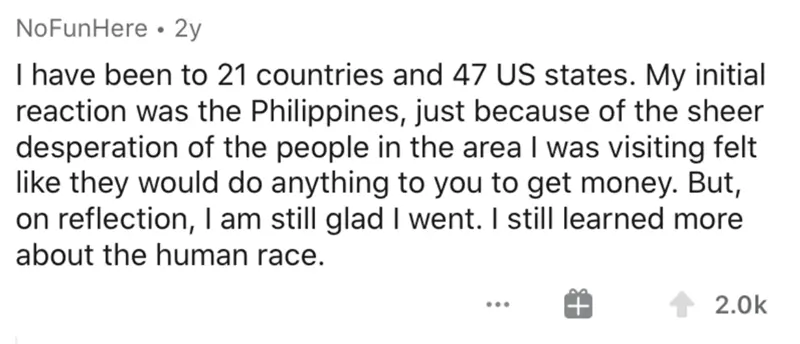 NoFunHere • 2y
I have been to 21 countries and 47 US states. My initial
reaction was the Philippines, just because of the sheer
desperation of the people in the area I was visiting felt
like they would do anything to you to get money. But,
on reflection, I am still glad I went. I still learned more
about the human race.
... 2.0k